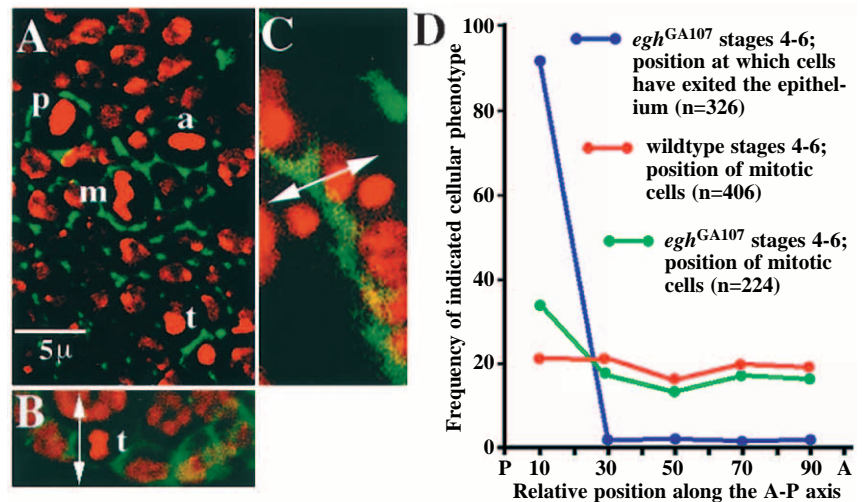 A
p
a
m
t
5μ
B
t
C
D
Frequency of indicated cellular phenotype
100
80
60
40
20
0
P 10 30 50 70 90 A
Relative position along the A-P axis
egh^GA107 stages 4-6;
position at which cells
have exited the epithel-
ium (n=326)
wildtype stages 4-6;
position of mitotic
cells (n=406)
egh^GA107 stages 4-6;
position of mitotic
cells (n=224)